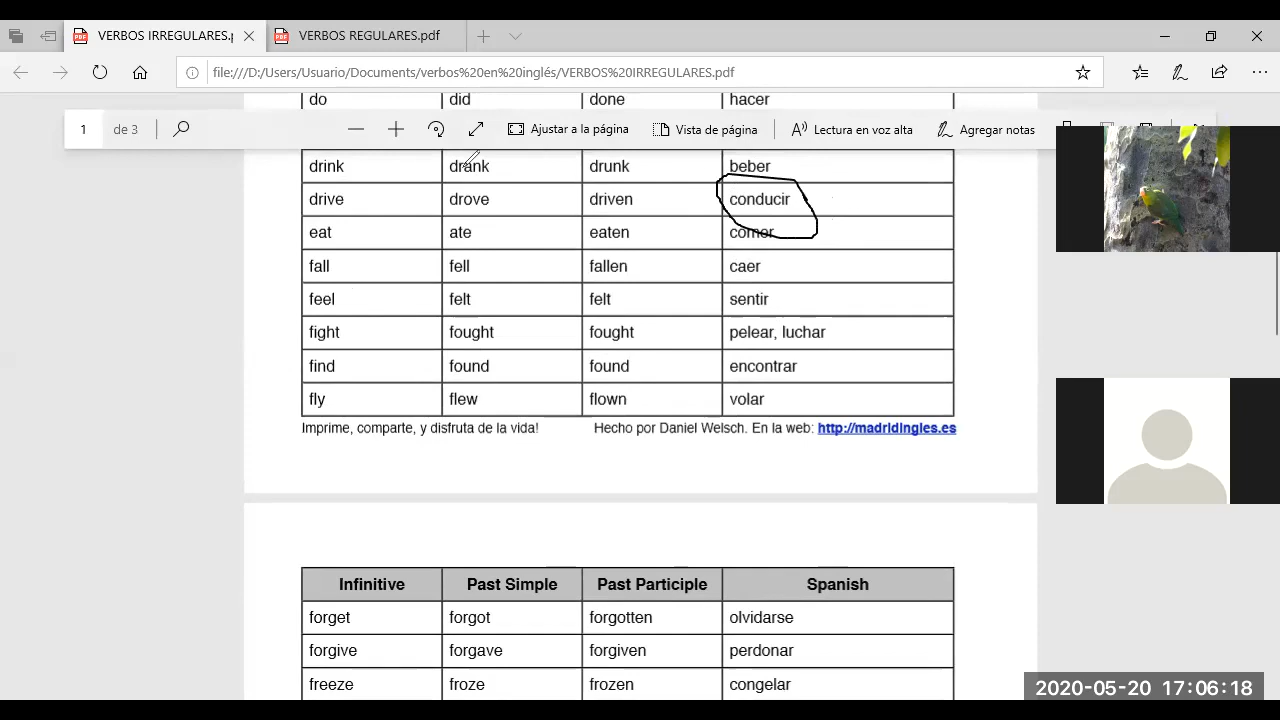 VERBOS IRREGULARES.p
VERBOS REGULARES.pdf
file:///D:/Users/Usuario/Documents/verbos%20en%20inglés/VERBOS%20IRREGULARES.pdf
do did done hacer
1 de 3 Ajustar a la página Vista de página Lectura en voz alta Agregar notas
drink drank drunk beber
drive drove driven conducir
eat ate eaten comer
fall fell fallen caer
feel felt felt sentir
fight fought fought pelear, luchar
find found found encontrar
fly flew flown volar
Imprime, comparte, y disfruta de la vida! Hecho por Daniel Welsch. En la web: http://madridingles.es
Infinitive Past Simple Past Participle Spanish
forget forgot forgotten olvidarse
forgive forgave forgiven perdonar
freeze froze frozen congelar
2020-05-20 17:06:18